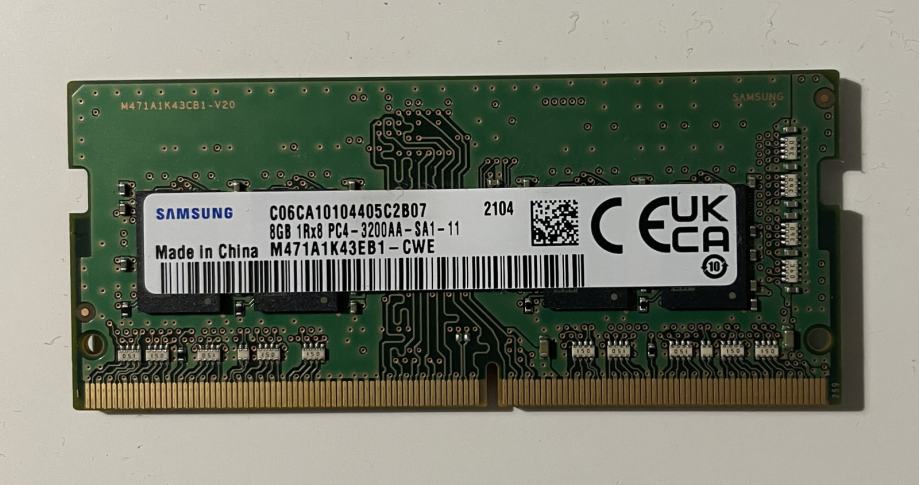 M471A1K43CB1-V20
SAMSUNG
SAMSUNG C06CA10104405C2B07 2104
8GB 1Rx8 PC4-3200AA-SA1-11
Made in China M471A1K43EB1-CWE
CE UK CA
10
259